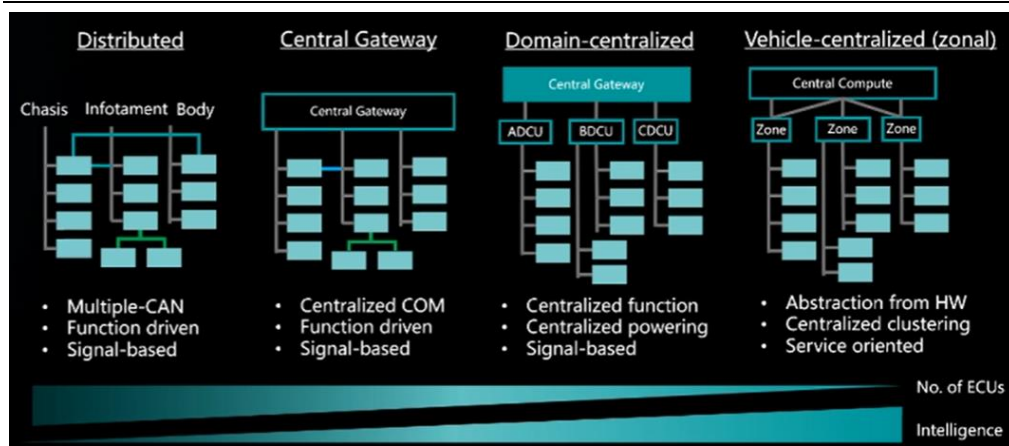 Distributed
Central Gateway
Domain-centralized
Vehicle-centralized (zonal)
Chasis
Infotament
Body
Central Gateway
Central Gateway
ADCU
BDCU
CDCU
Central Compute
Zone
Zone
Zone
• Multiple-CAN
• Function driven
• Signal-based
• Centralized COM
• Function driven
• Signal-based
• Centralized function
• Centralized powering
• Signal-based
• Abstraction from HW
• Centralized clustering
• Service oriented
No. of ECUs
Intelligence